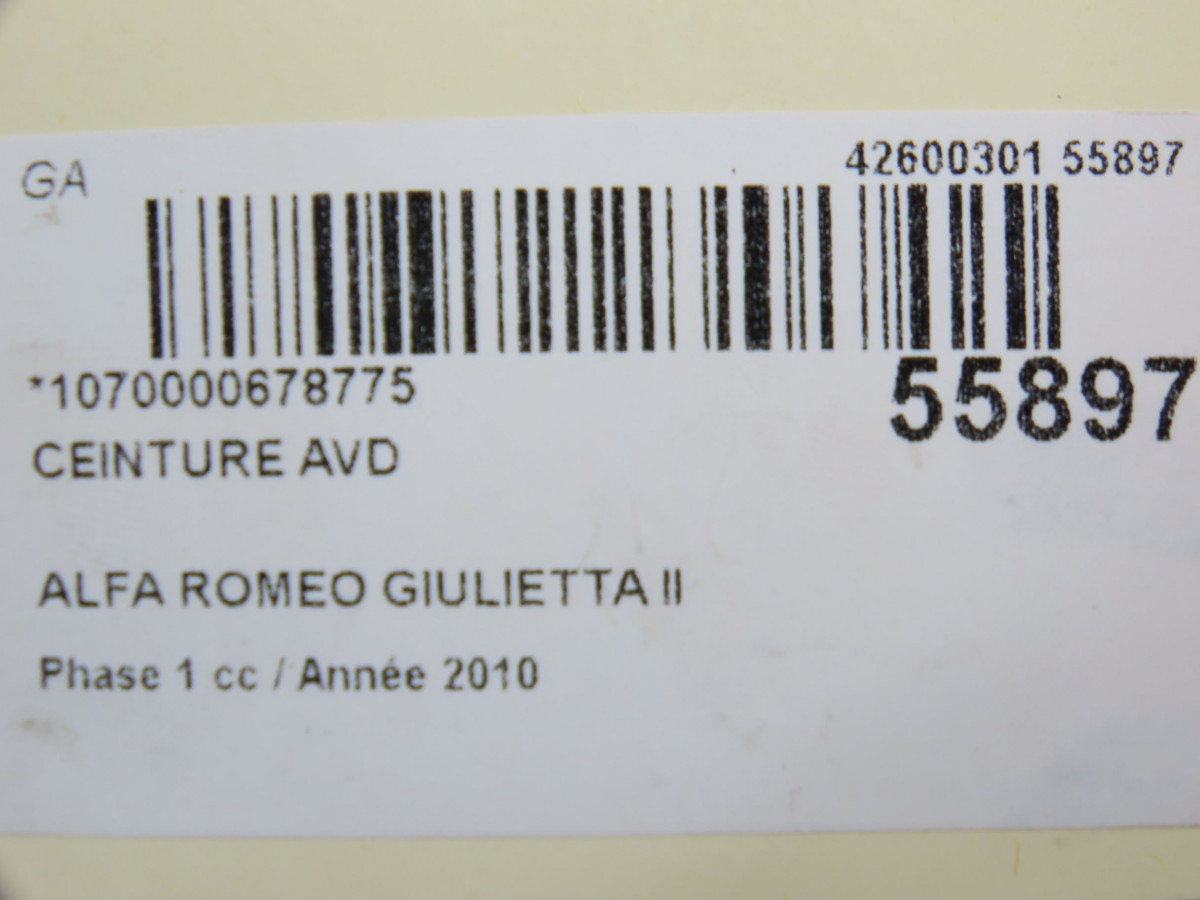 GA
42600301 55897
*1070000678775
55897
CEINTURE AVD
ALFA ROMEO GIULIETTA II
Phase 1 cc / Année 2010